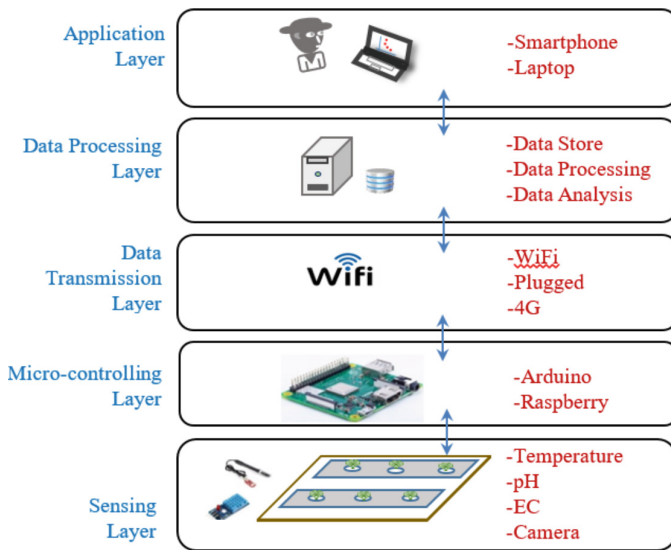 Application
Layer
-Smartphone
-Laptop
Data Processing
Layer
-Data Store
-Data Processing
-Data Analysis
Data
Transmission
Layer
Wifi
-WiFi
-Plugged
-4G
Micro-controlling
Layer
-Arduino
-Raspberry
Sensing
Layer
-Temperature
-pH
-EC
-Camera